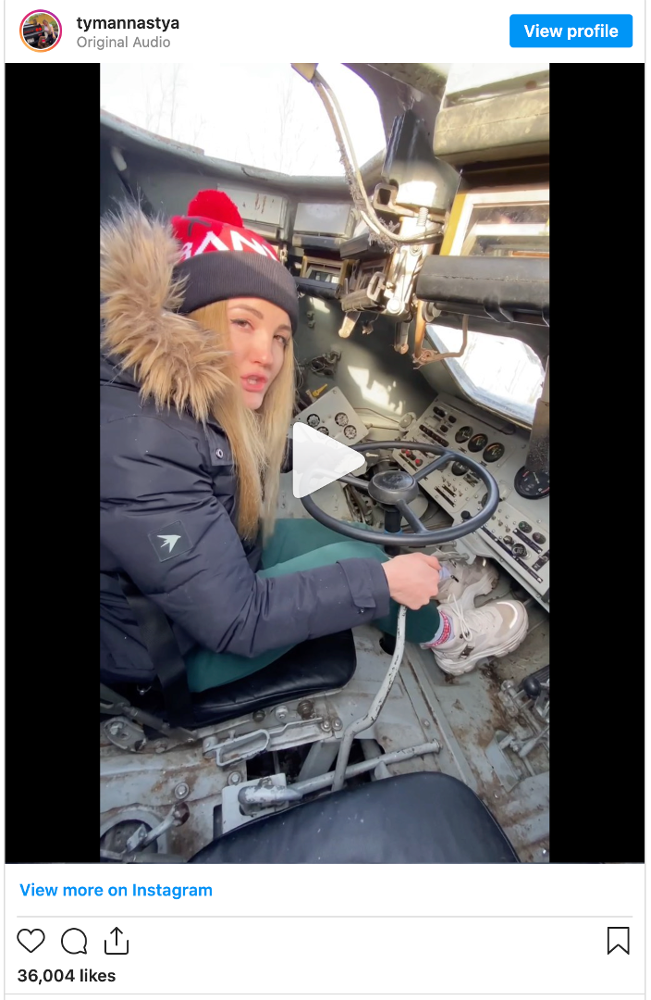 tymannastya
Original Audio
View profile
View more on Instagram
36,004 likes